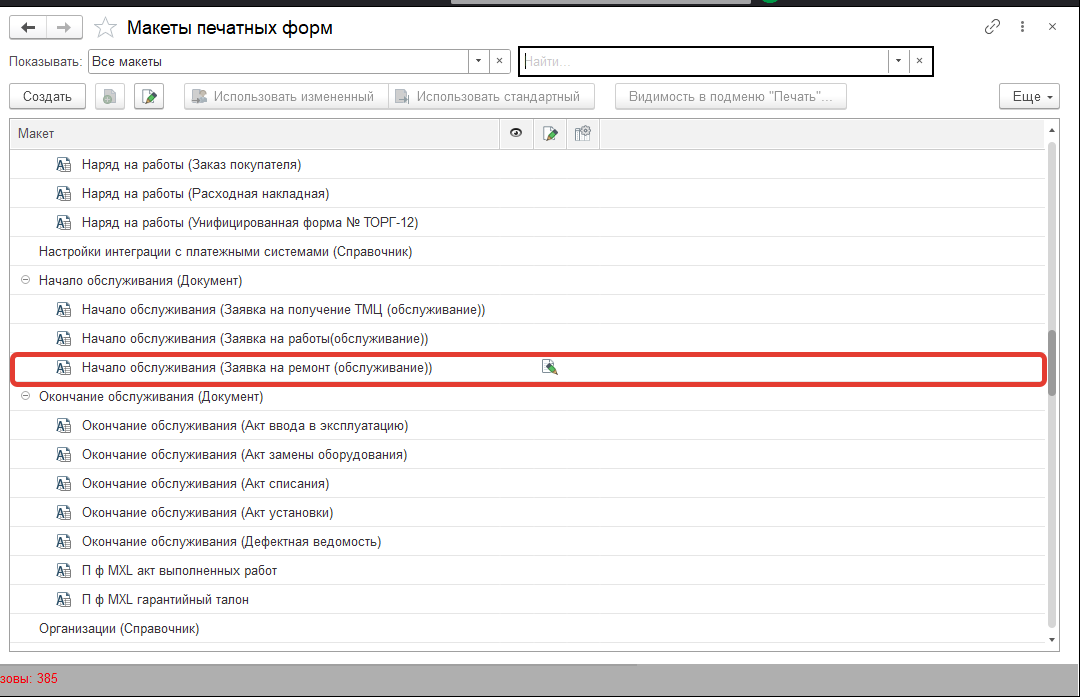 Макеты печатных форм
Показывать: Все макеты Найти...
Создать Использовать измененный Использовать стандартный Видимость в подменю "Печать"... Еще
Макет
Наряд на работы (Заказ покупателя)
Наряд на работы (Расходная накладная)
Наряд на работы (Унифицированная форма № ТОРГ-12)
Настройки интеграции с платежными системами (Справочник)
Начало обслуживания (Документ)
Начало обслуживания (Заявка на получение ТМЦ (обслуживание))
Начало обслуживания (Заявка на работы(обслуживание))
Начало обслуживания (Заявка на ремонт (обслуживание))
Окончание обслуживания (Документ)
Окончание обслуживания (Акт ввода в эксплуатацию)
Окончание обслуживания (Акт замены оборудования)
Окончание обслуживания (Акт списания)
Окончание обслуживания (Акт установки)
Окончание обслуживания (Дефектная ведомость)
П ф MXL акт выполненных работ
П ф MXL гарантийный талон
Организации (Справочник)
зовы: 385